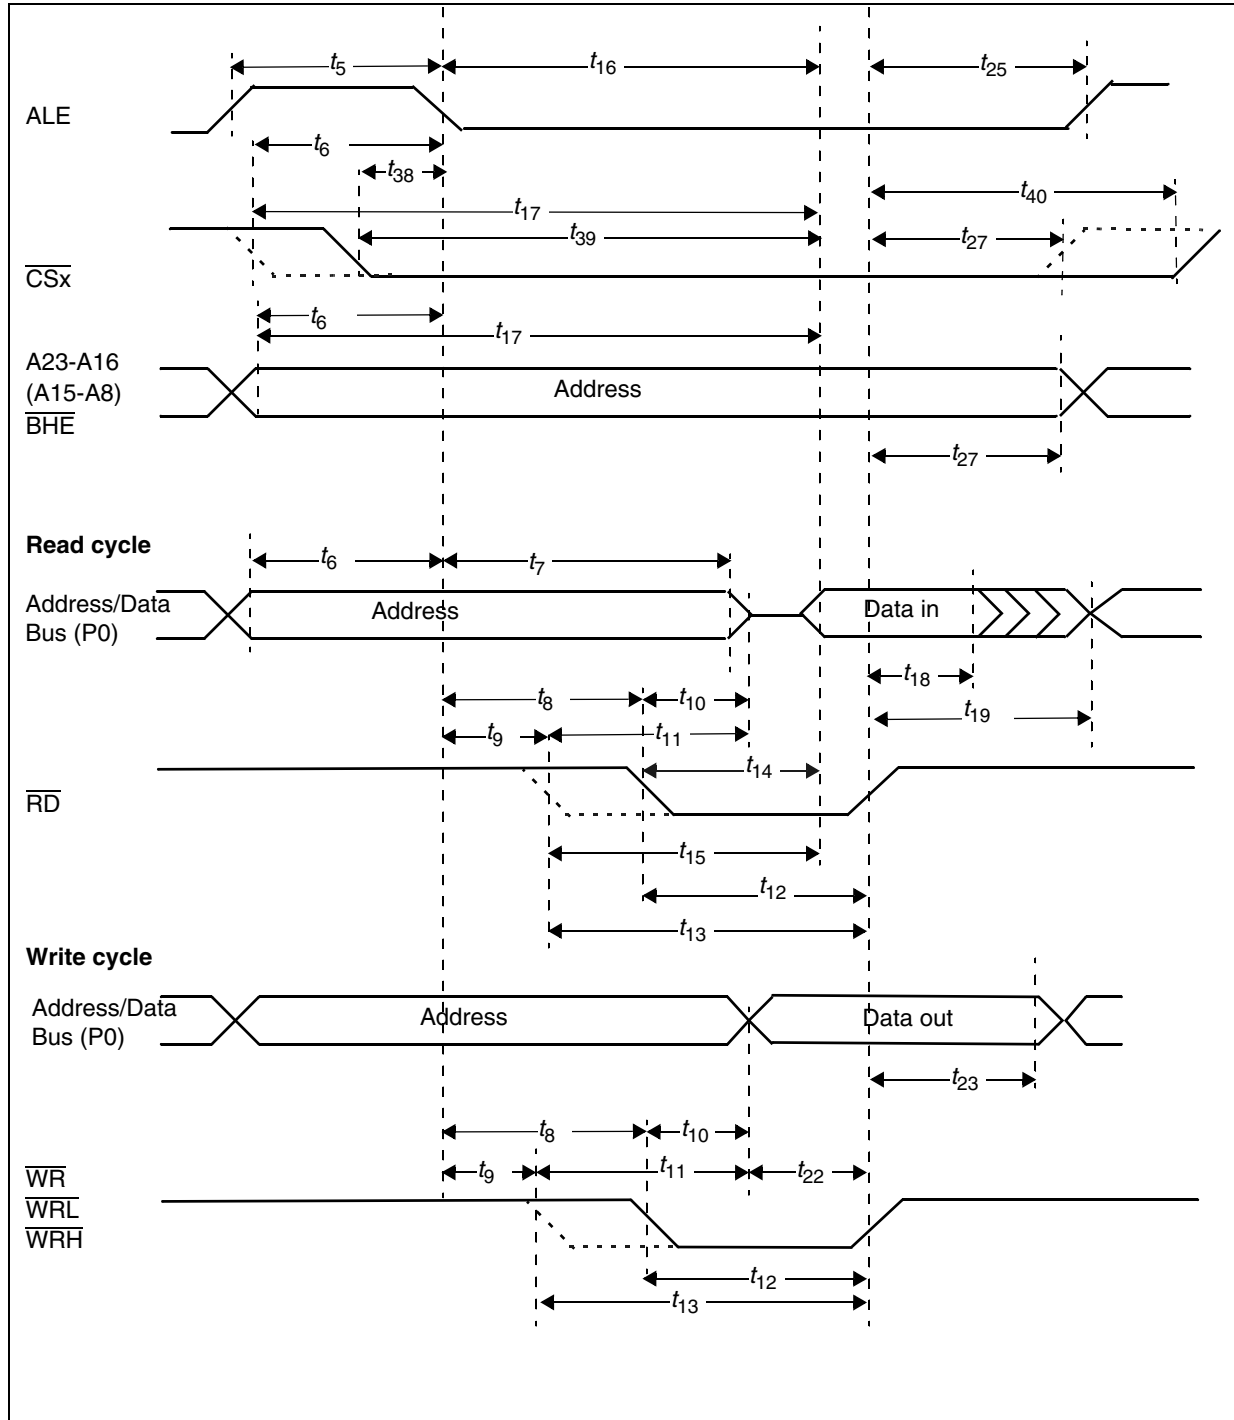 t5 t16 t25
ALE
t6
t38
t40
t17
t39 t27
CSx
t6
t17
A23-A16
(A15-A8) Address
BHE
t27
Read cycle
t6 t7
Address/Data
Bus (P0) Address Data in
t18
t8 t10
t19
t9 t11
t14
RD
t15
t12
t13
Write cycle
Address/Data
Bus (P0) Address Data out
t23
t8 t10
t9 t11 t22
WR
WRL
WRH
t12
t13